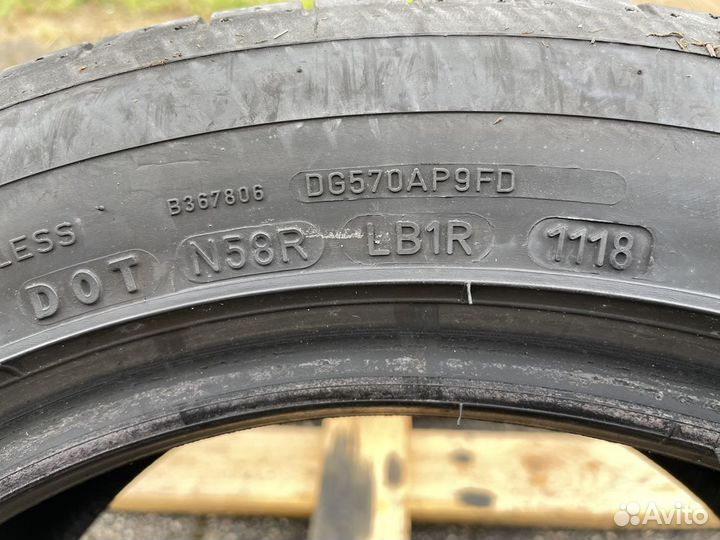 LESS B367806 DG570AP9FD
DOT N58R LB1R 1118
Avito